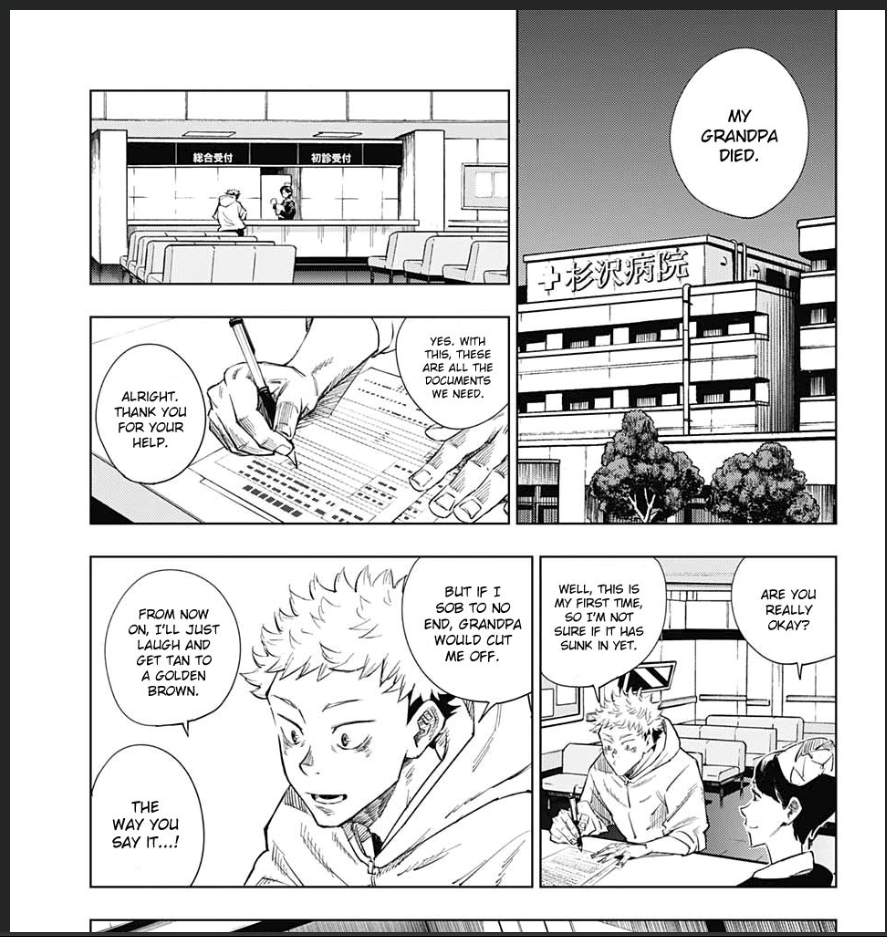 MY
GRANDPA
DIED.
杉沢病院
総合受付
初診受付
YES. WITH
THIS, THESE
ARE ALL THE
DOCUMENTS
WE NEED.
ALRIGHT.
THANK YOU
FOR YOUR
HELP.
ARE YOU
REALLY
OKAY?
WELL, THIS IS
MY FIRST TIME,
SO I'M NOT
SURE IF IT HAS
SUNK IN YET.
BUT IF I
SOB TO NO
END, GRANDPA
WOULD CUT
ME OFF.
FROM NOW
ON, I'LL JUST
LAUGH AND
GET TAN TO
A GOLDEN
BROWN.
THE
WAY YOU
SAY IT...!